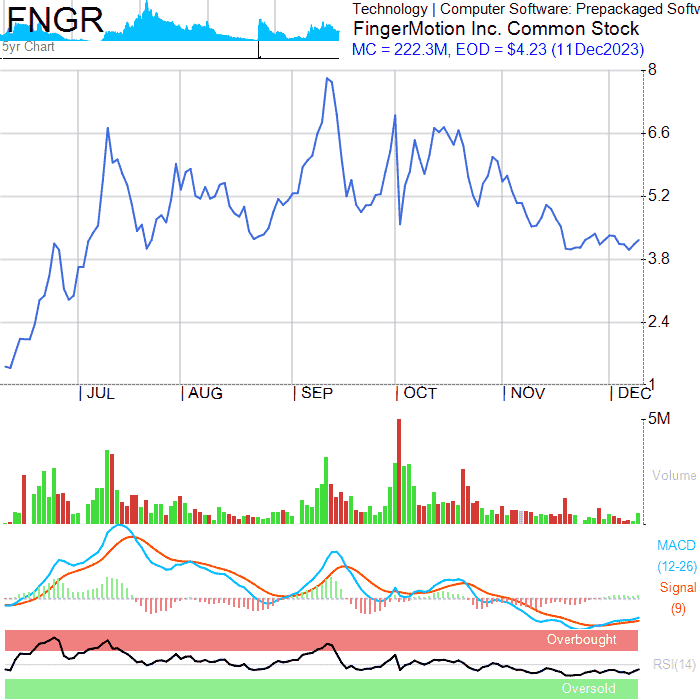 FNGR
5yr Chart
Technology | Computer Software: Prepackaged Softw
FingerMotion Inc. Common Stock
MC = 222.3M, EOD = $4.23 (11Dec2023)
8
6.6
5.2
3.8
2.4
1
| JUL | AUG | SEP | OCT | NOV | DEC
5M
Volume
MACD
(12-26)
Signal
(9)
Overbought
RSI(14)
Oversold